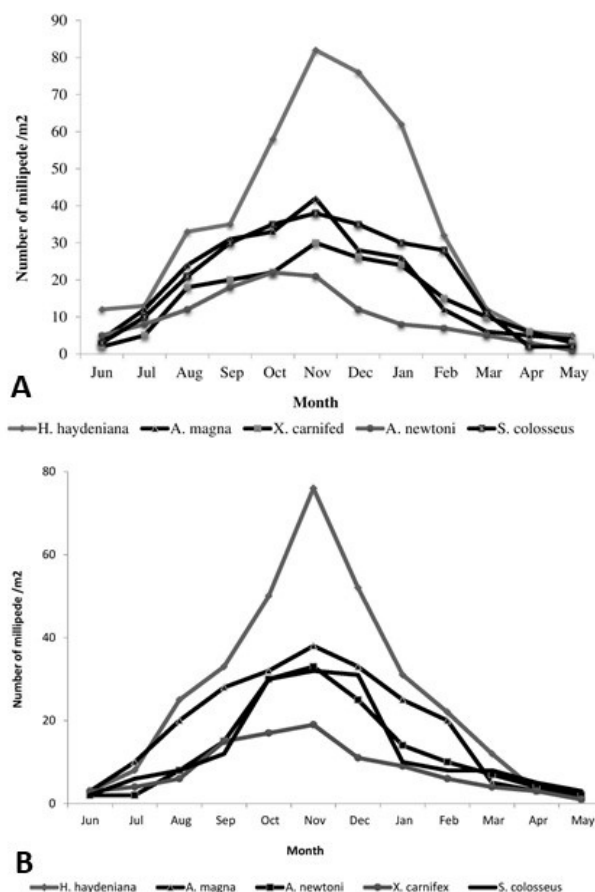 90
80
70
60
50
40
30
20
10
0
Number of millipede /m2
Jun Jul Aug Sep Oct Nov Dec Jan Feb Mar Apr May
A
Month
H. haydeniana A. magna X. carnifed A. newtoni S. colosseus
80
60
40
20
0
Number of millipede /m2
Jun Jul Aug Sep Oct Nov Dec Jan Feb Mar Apr May
Month
B
H. haydeniana A. magna A. newtoni X. carnifex S. colosseus